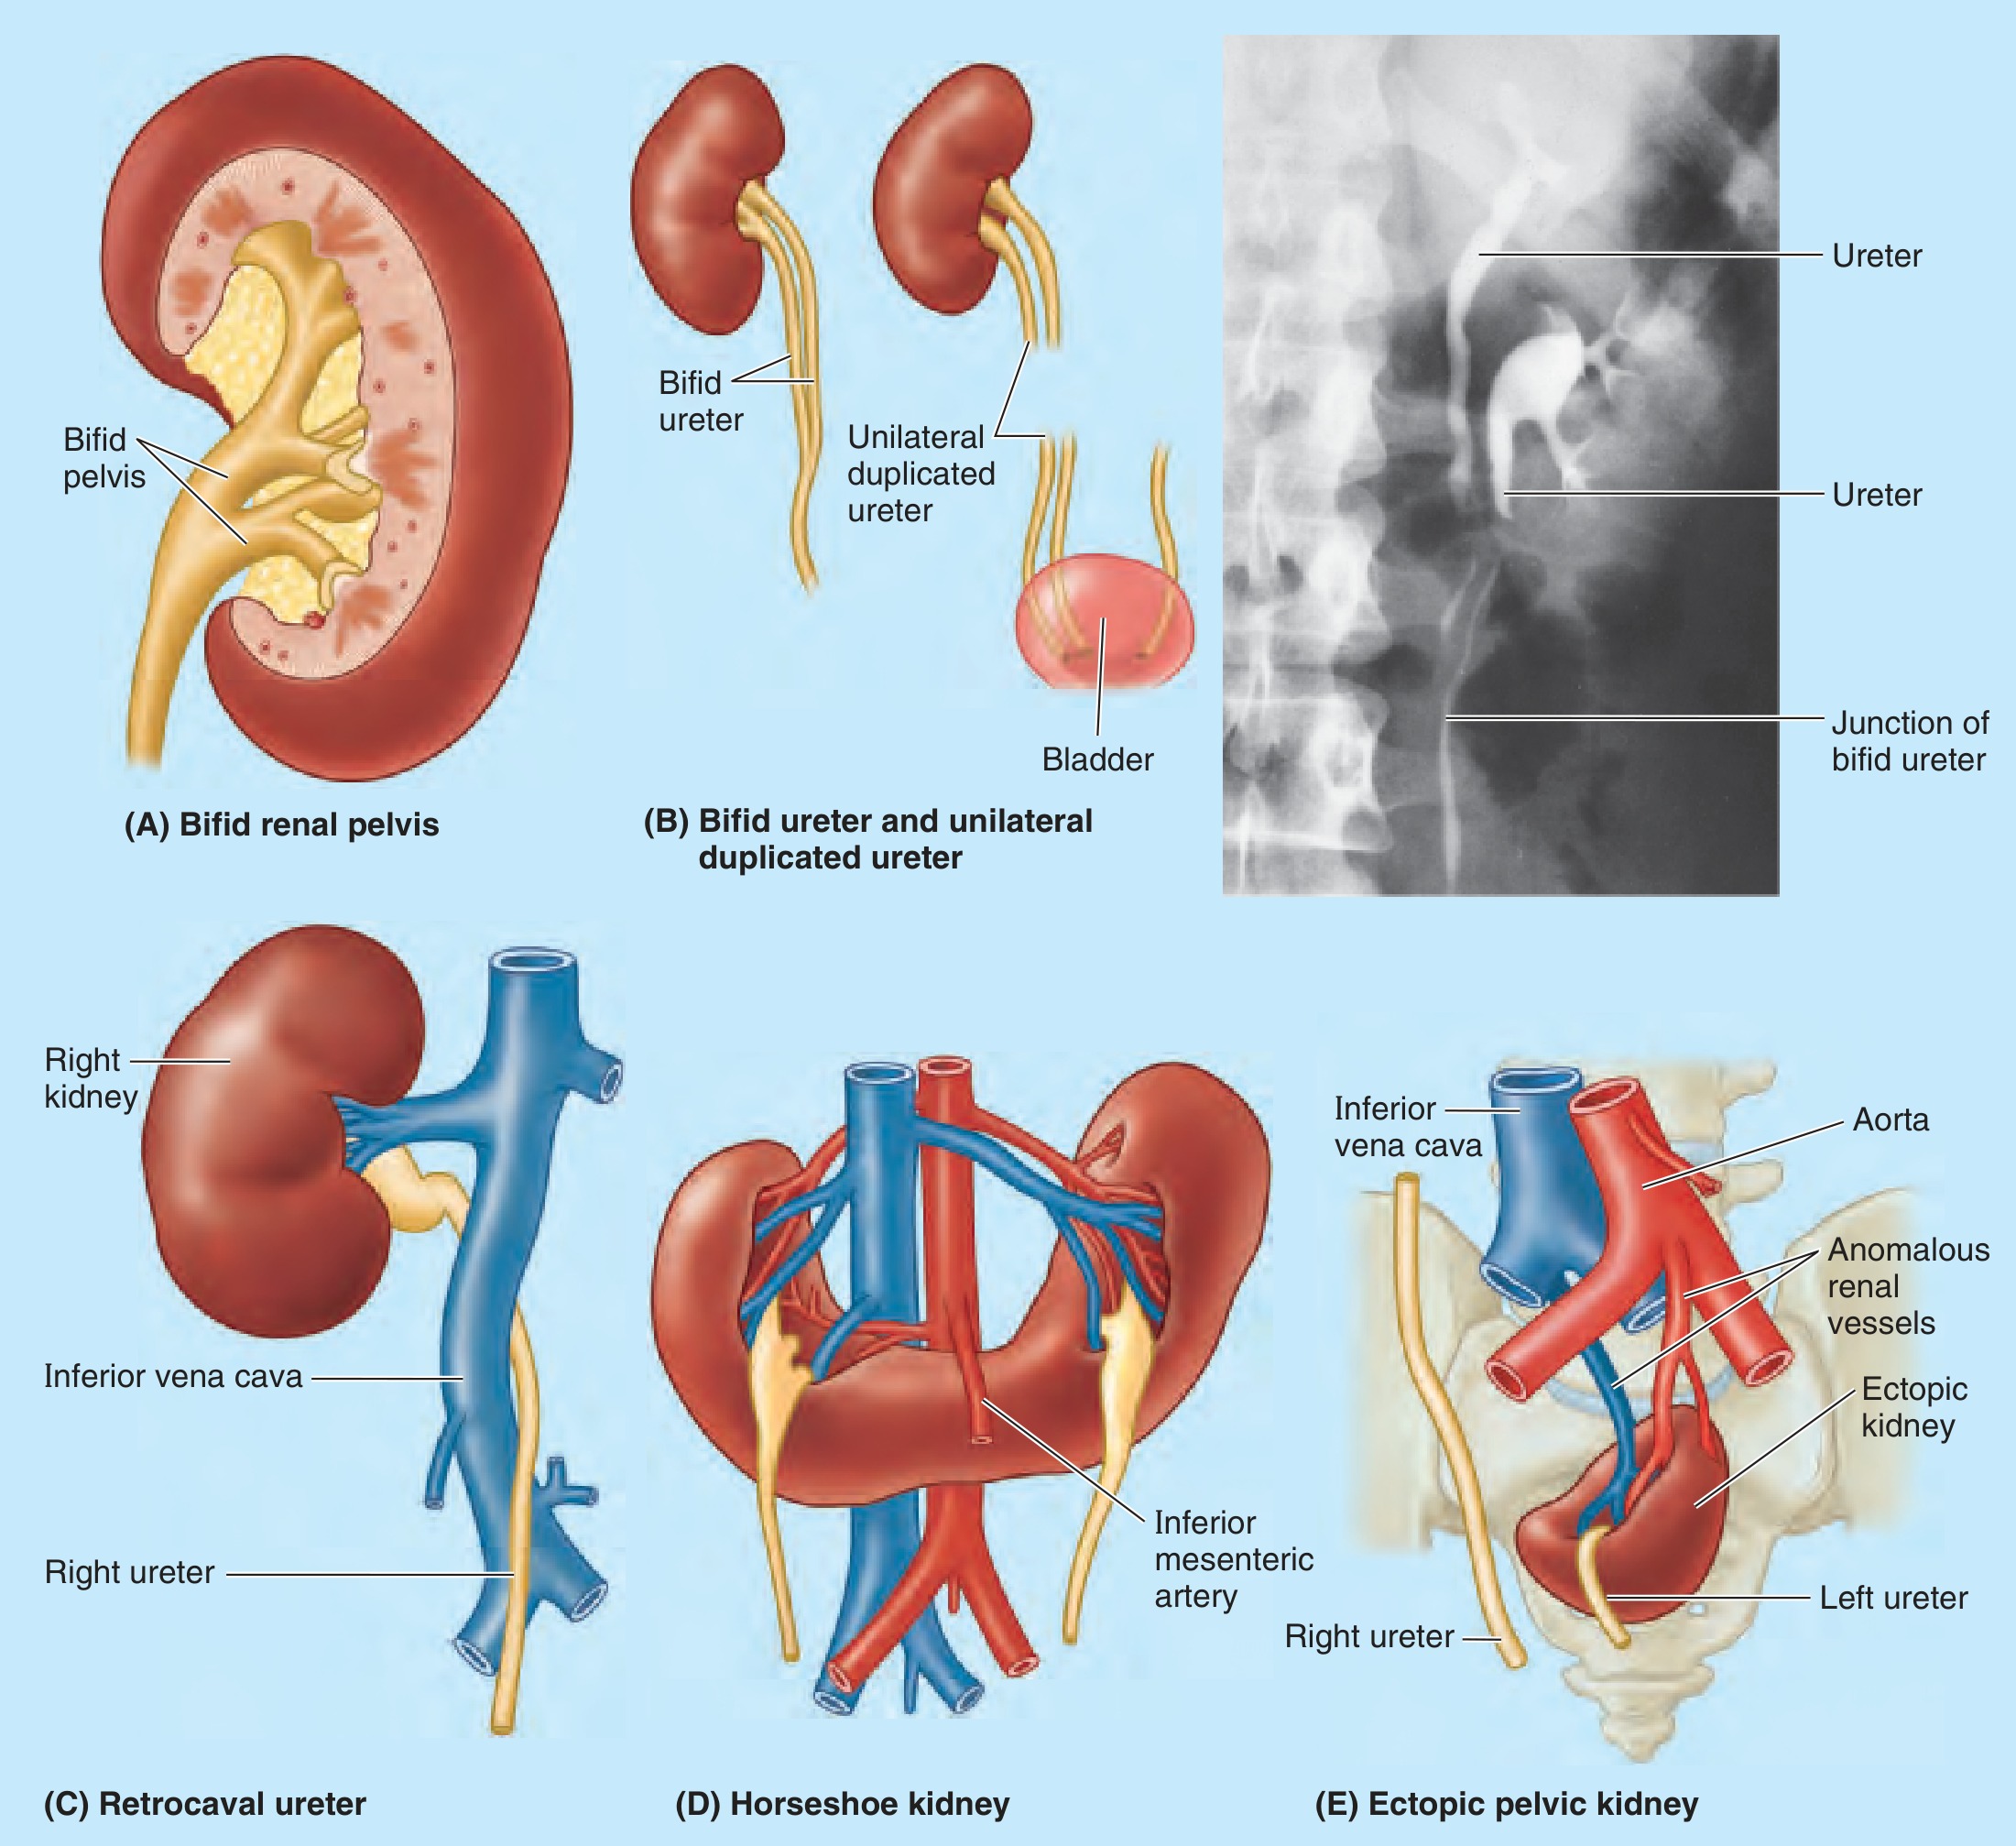 Bifid
pelvis
(A) Bifid renal pelvis
Bifid
ureter
Unilateral
duplicated
ureter
Bladder
(B) Bifid ureter and unilateral
duplicated ureter
Ureter
Ureter
Junction of
bifid ureter
Right
kidney
Inferior vena cava
Right ureter
(C) Retrocaval ureter
Inferior
mesenteric
artery
(D) Horseshoe kidney
Inferior
vena cava
Aorta
Anomalous
renal
vessels
Ectopic
kidney
Left ureter
Right ureter
(E) Ectopic pelvic kidney